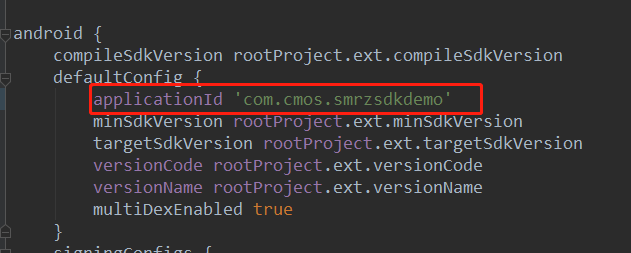 android {
compileSdkVersion rootProject.ext.compileSdkVersion
defaultConfig {
applicationId 'com.cmos.smrzsdkdemo'
minSdkVersion rootProject.ext.minSdkVersion
targetSdkVersion rootProject.ext.targetSdkVersion
versionCode rootProject.ext.versionCode
versionName rootProject.ext.versionName
multiDexEnabled true
}
signingConfigs {